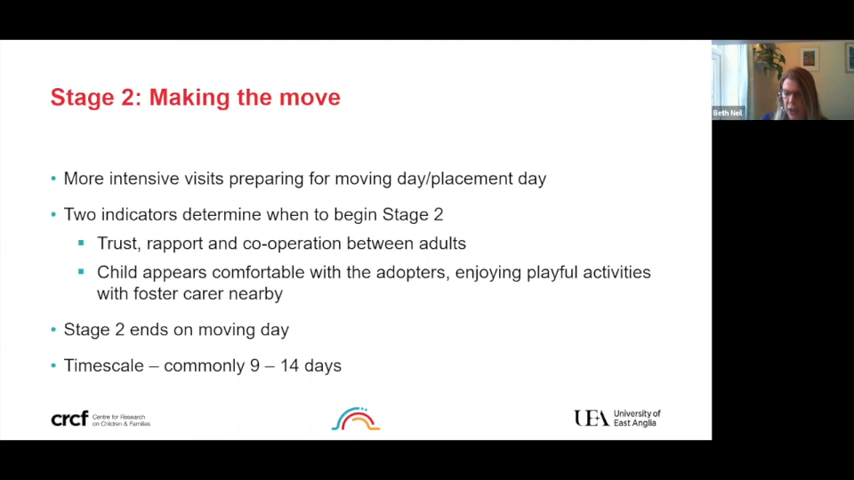 Stage 2: Making the move
Beth Neil
• More intensive visits preparing for moving day/placement day
• Two indicators determine when to begin Stage 2
▪ Trust, rapport and co-operation between adults
▪ Child appears comfortable with the adopters, enjoying playful activities
with foster carer nearby
• Stage 2 ends on moving day
• Timescale – commonly 9 – 14 days
crcf Centre for Research
on Children & Families
UEA University of
East Anglia